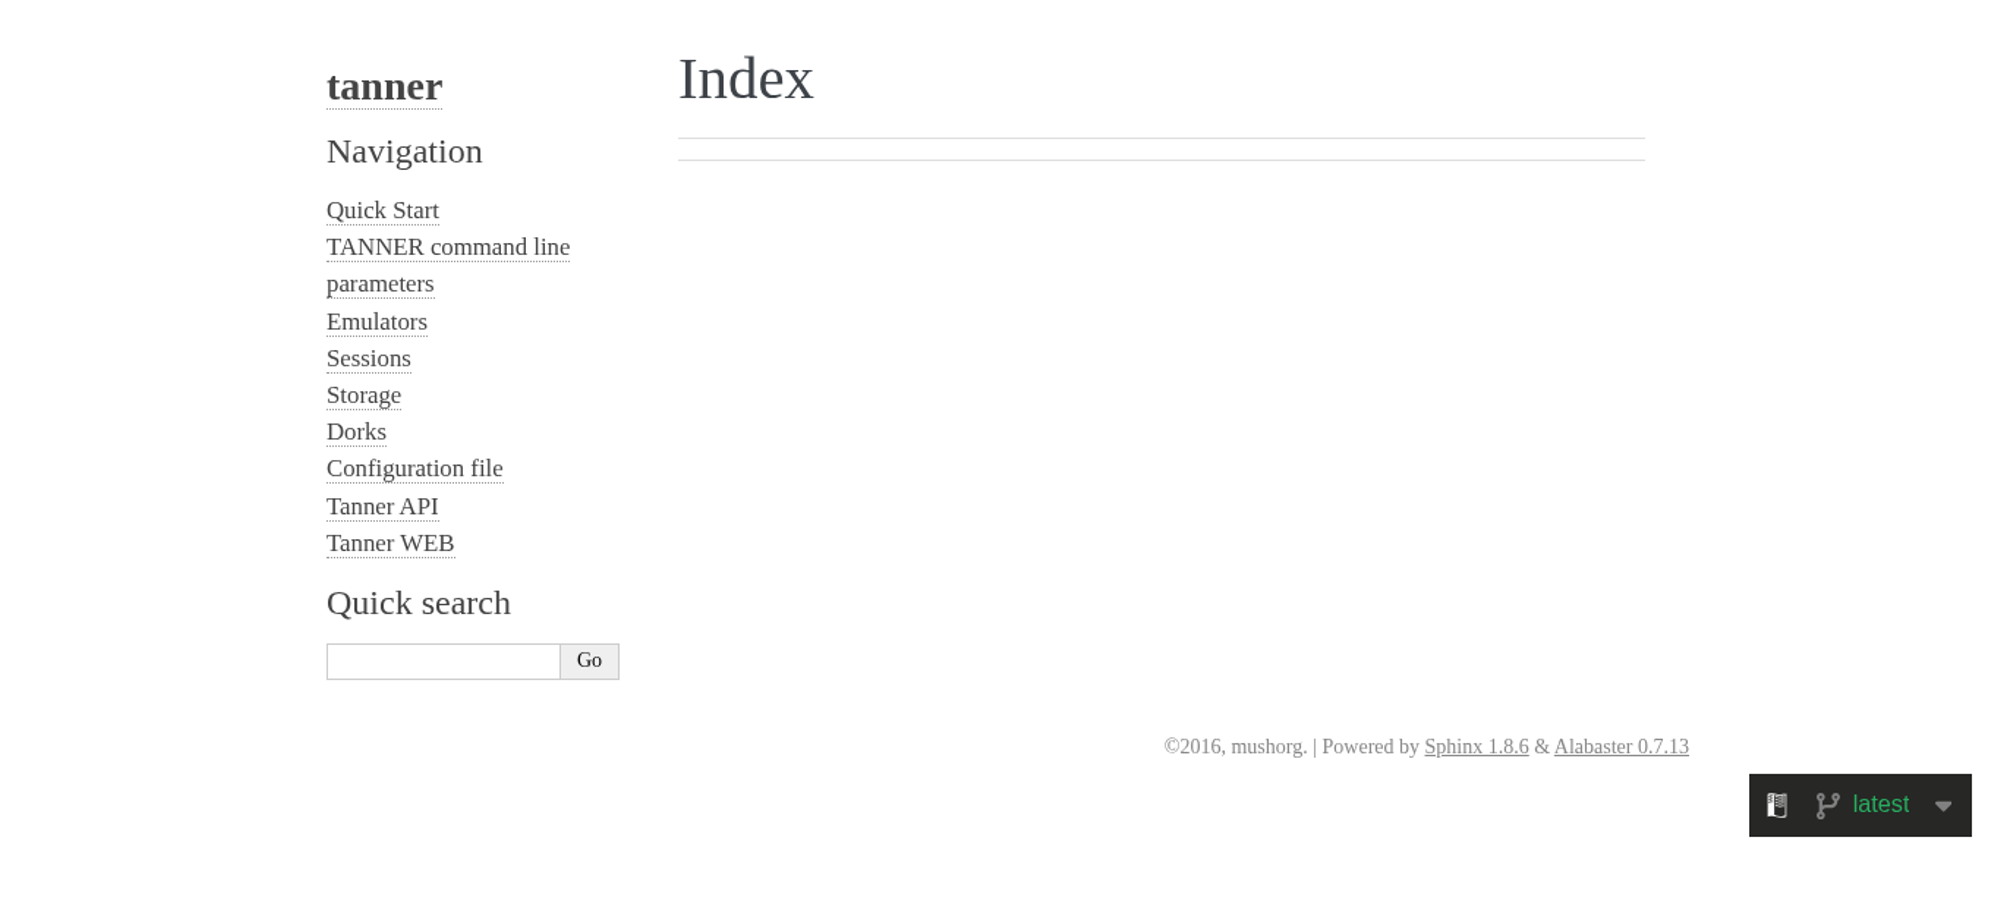 tanner
Navigation
Quick Start
TANNER command line
parameters
Emulators
Sessions
Storage
Dorks
Configuration file
Tanner API
Tanner WEB
Quick search
Go
Index
©2016, mushorg. | Powered by Sphinx 1.8.6 & Alabaster 0.7.13
latest